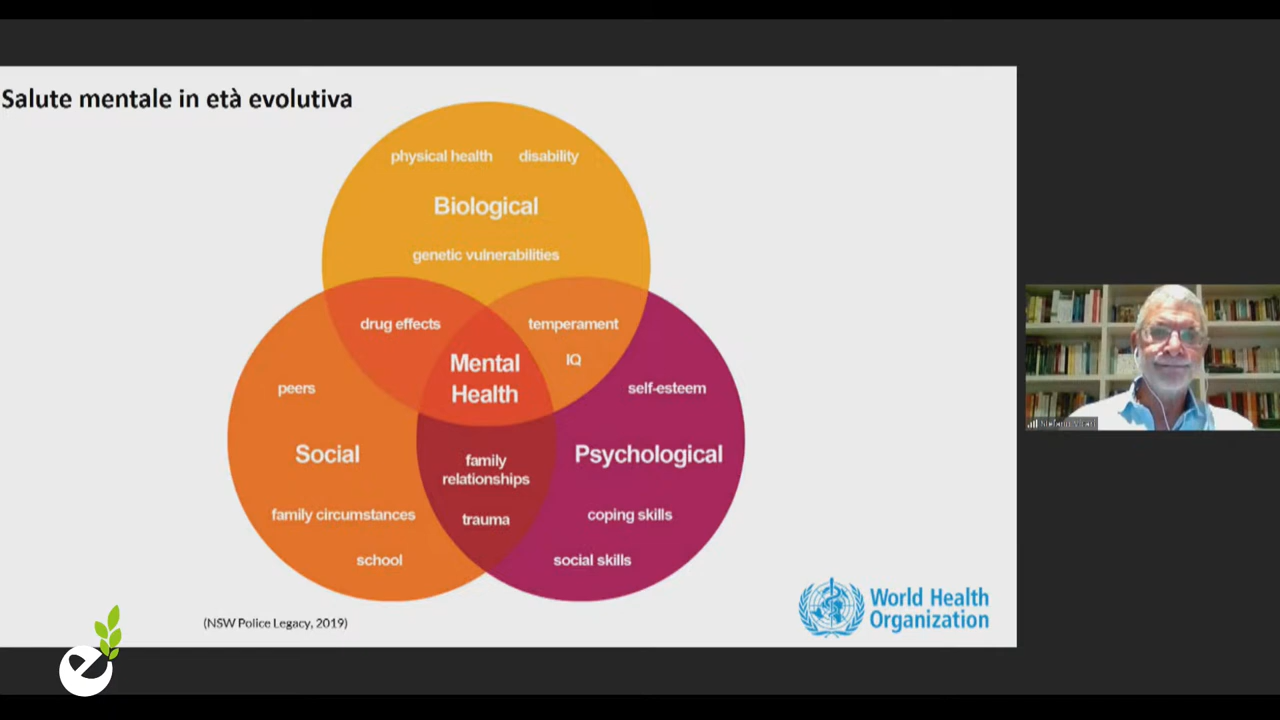 Salute mentale in età evolutiva
physical health disability
Biological
genetic vulnerabilities
drug effects
temperament
IQ
Mental
Health
peers
self-esteem
Social
Psychological
family
relationships
family circumstances
trauma
coping skills
school
social skills
World Health
Organization
(NSW Police Legacy, 2019)
e